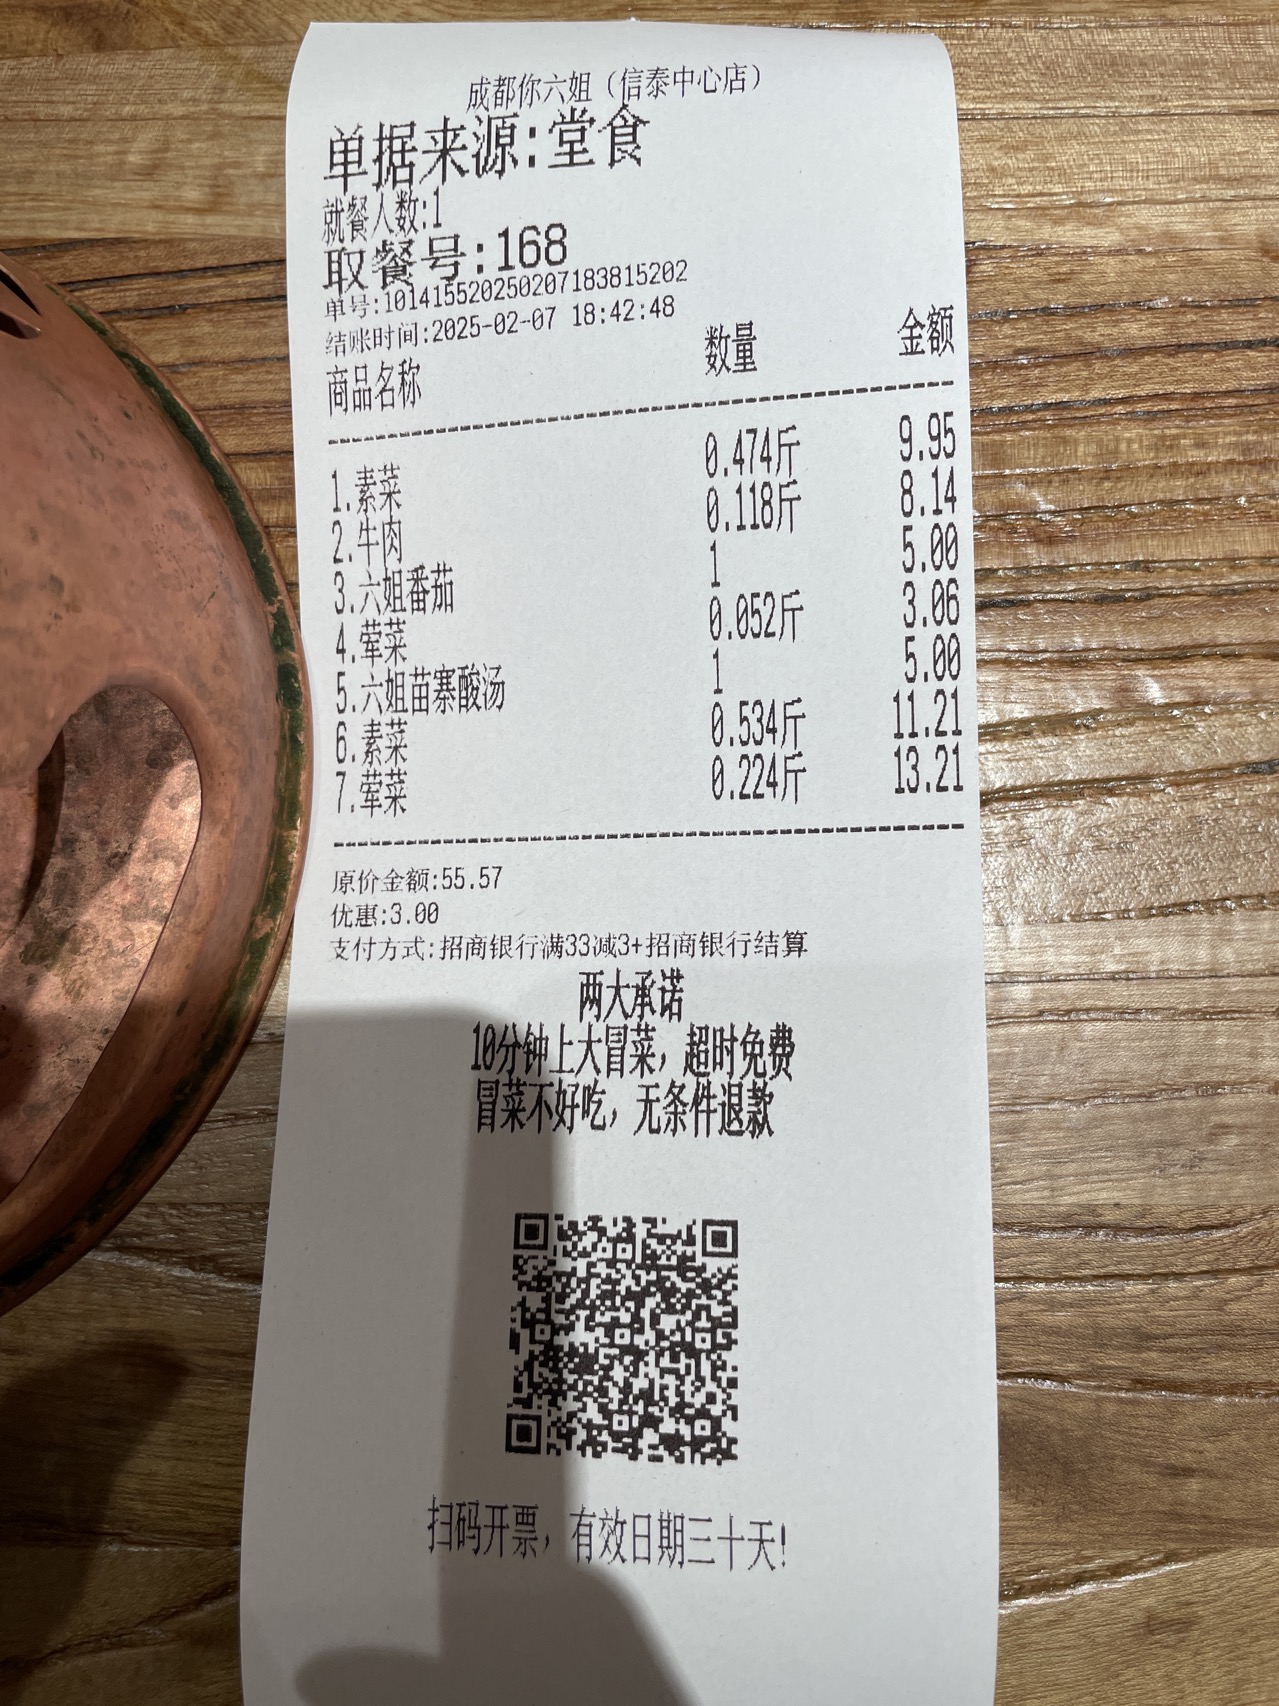 成都你六姐（信泰中心店）
单据来源:堂食
就餐人数:1
取餐号:168
单号:101415520250207183815202
结账时间:2025-02-07 18:42:48
商品名称 数量 金额
1.素菜 0.474斤 9.95
2.牛肉 0.118斤 8.14
3.六姐番茄 1 5.00
4.荤菜 0.052斤 3.06
5.六姐苗寨酸汤 1 5.00
6.素菜 0.534斤 11.21
7.荤菜 0.224斤 13.21
原价金额:55.57
优惠:3.00
支付方式:招商银行满33减3+招商银行结算
两大承诺
10分钟上大冒菜，超时免费
冒菜不好吃，无条件退款
扫码开票，有效日期三十天!